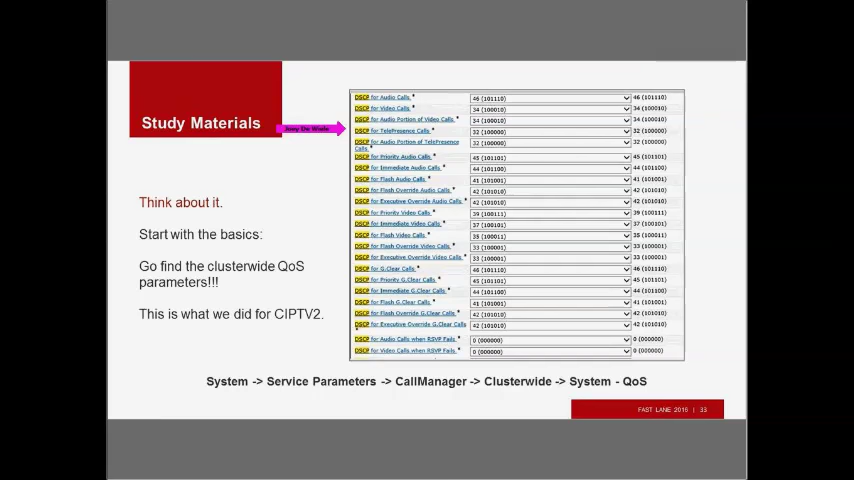 Study Materials
Think about it.
Start with the basics:
Go find the clusterwide QoS
parameters!!!
This is what we did for CIPTV2.
DSCP for Audio Calls * 46 (101110) 46 (101110)
DSCP for Video Calls * 34 (100010) 34 (100010)
DSCP for Audio Portion of Video Calls * 34 (100010) 34 (100010)
DSCP for TelePresence Calls * 32 (100000) 32 (100000)
DSCP for Audio Portion of TelePresence
Calls * 32 (100000) 32 (100000)
DSCP for Priority Audio Calls * 45 (101101) 45 (101101)
DSCP for Immediate Audio Calls * 44 (101100) 44 (101100)
DSCP for Flash Audio Calls * 41 (101001) 41 (101001)
DSCP for Flash Override Audio Calls * 42 (101010) 42 (101010)
DSCP for Executive Override Audio Calls * 42 (101010) 42 (101010)
DSCP for Priority Video Calls * 39 (100111) 39 (100111)
DSCP for Immediate Video Calls * 37 (100101) 37 (100101)
DSCP for Flash Video Calls * 35 (100011) 35 (100011)
DSCP for Flash Override Video Calls * 33 (100001) 33 (100001)
DSCP for Executive Override Video Calls * 33 (100001) 33 (100001)
DSCP for G.Clear Calls * 46 (101110) 46 (101110)
DSCP for Priority G.Clear Calls * 45 (101101) 45 (101101)
DSCP for Immediate G.Clear Calls * 44 (101100) 44 (101100)
DSCP for Flash G.Clear Calls * 41 (101001) 41 (101001)
DSCP for Flash Override G.Clear Calls * 42 (101010) 42 (101010)
DSCP for Executive Override G.Clear Calls
* 42 (101010) 42 (101010)
DSCP for Audio Calls when RSVP Fails * 0 (000000) 0 (000000)
DSCP for Video Calls when RSVP Fails * 0 (000000) 0 (000000)
System -> Service Parameters -> CallManager -> Clusterwide -> System - QoS
FAST LANE 2016 | 33